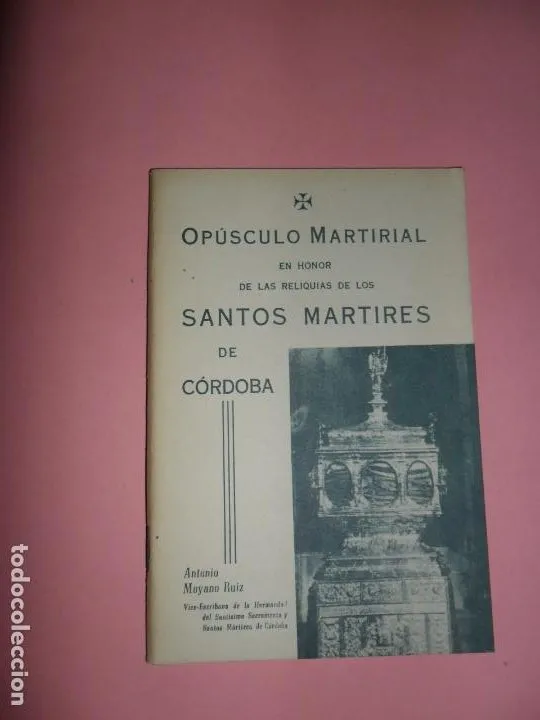 OPÚSCULO MARTIRIAL
EN HONOR
DE LAS RELIQUIAS DE LOS
SANTOS MARTIRES
DE
CÓRDOBA
Antonio
Moyano Ruiz
Vice-Escribano de la Hermandad
del Santísimo Sacramento y
Santos Mártires de Córdoba
todocoleccion